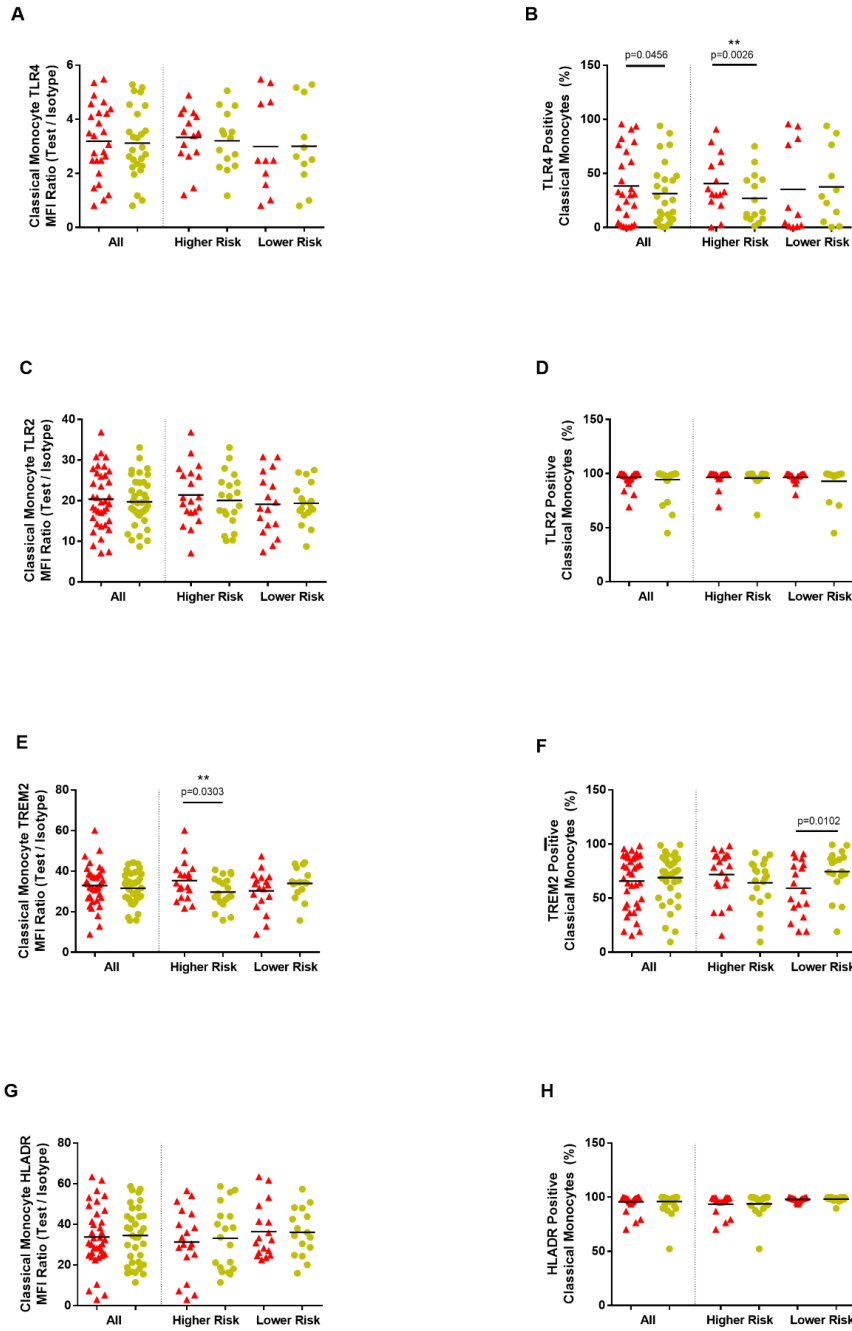 A
Classical Monocyte TLR4
MFI Ratio (Test / Isotype)
6
4
2
0
All
Higher Risk
Lower Risk
B
TLR4 Positive
Classical Monocytes (%)
150
100
50
0
p=0.0456
**
p=0.0026
All
Higher Risk
Lower Risk
C
Classical Monocyte TLR2
MFI Ratio (Test / Isotype)
40
30
20
10
0
All
Higher Risk
Lower Risk
D
TLR2 Positive
Classical Monocytes (%)
150
100
50
0
All
Higher Risk
Lower Risk
E
Classical Monocyte TREM2
MFI Ratio (Test / Isotype)
80
60
40
20
0
**
p=0.0303
All
Higher Risk
Lower Risk
F
TREM2 Positive
Classical Monocytes (%)
150
100
50
0
p=0.0102
All
Higher Risk
Lower Risk
G
Classical Monocyte HLADR
MFI Ratio (Test / Isotype)
80
60
40
20
0
All
Higher Risk
Lower Risk
H
HLADR Positive
Classical Monocytes (%)
150
100
50
0
All
Higher Risk
Lower Risk